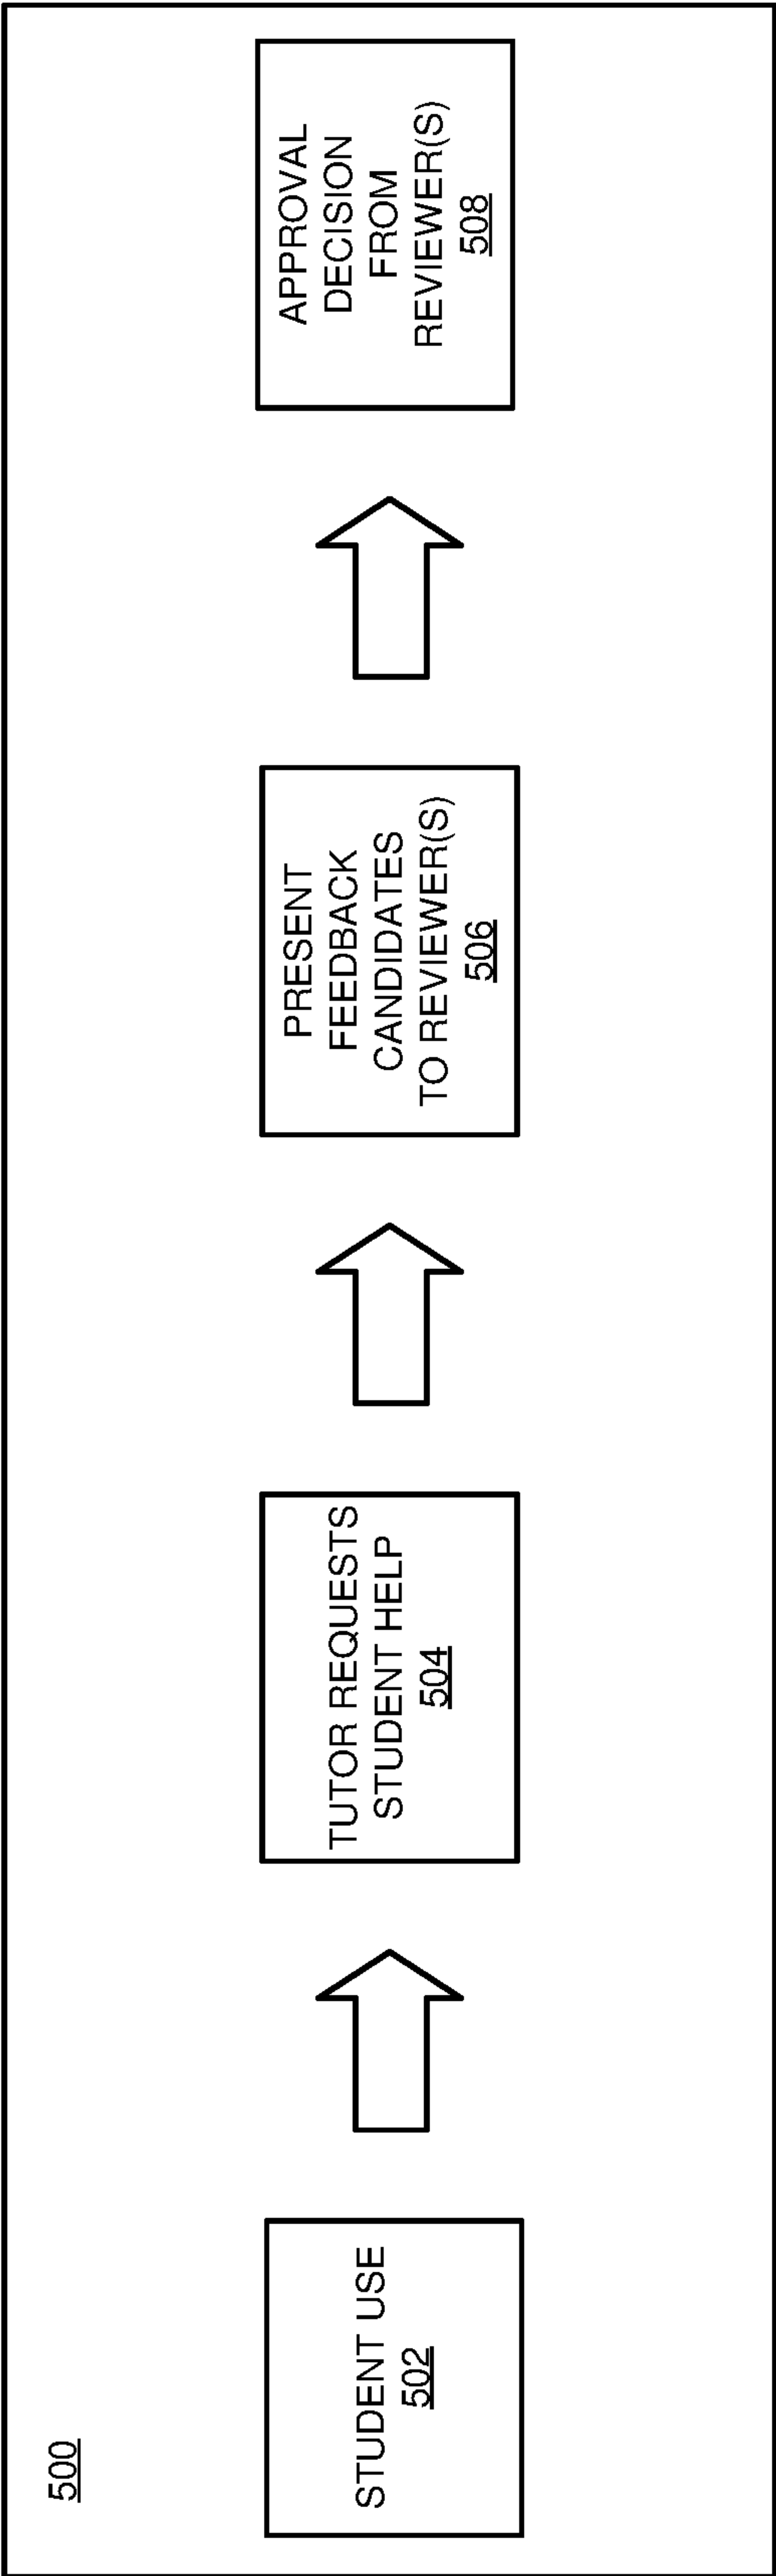 500
STUDENT USE
502
TUTOR REQUESTS
STUDENT HELP
504
PRESENT
FEEDBACK
CANDIDATES
TO REVIEWER(S)
506
APPROVAL
DECISION
FROM
REVIEWER(S)
508